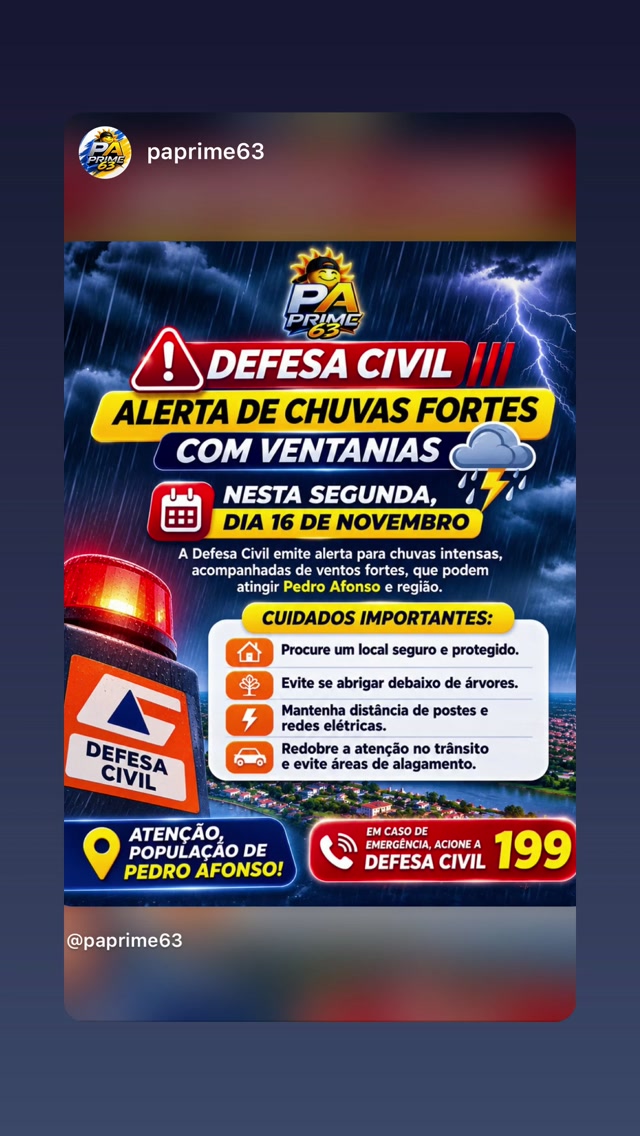 PA PRIME 63
paprime63
PA
PRIME
63
DEFESA CIVIL
ALERTA DE CHUVAS FORTES
COM VENTANIAS
NESTA SEGUNDA,
DIA 16 DE NOVEMBRO
A Defesa Civil emite alerta para chuvas intensas,
acompanhadas de ventos fortes, que podem
atingir Pedro Afonso e região.
CUIDADOS IMPORTANTES:
Procure um local seguro e protegido.
Evite se abrigar debaixo de árvores.
Mantenha distância de postes e
redes elétricas.
Redobre a atenção no trânsito
e evite áreas de alagamento.
DEFESA
CIVIL
ATENÇÃO,
POPULAÇÃO DE
PEDRO AFONSO!
EM CASO DE
EMERGÊNCIA, ACIONE A
DEFESA CIVIL 199
@paprime63